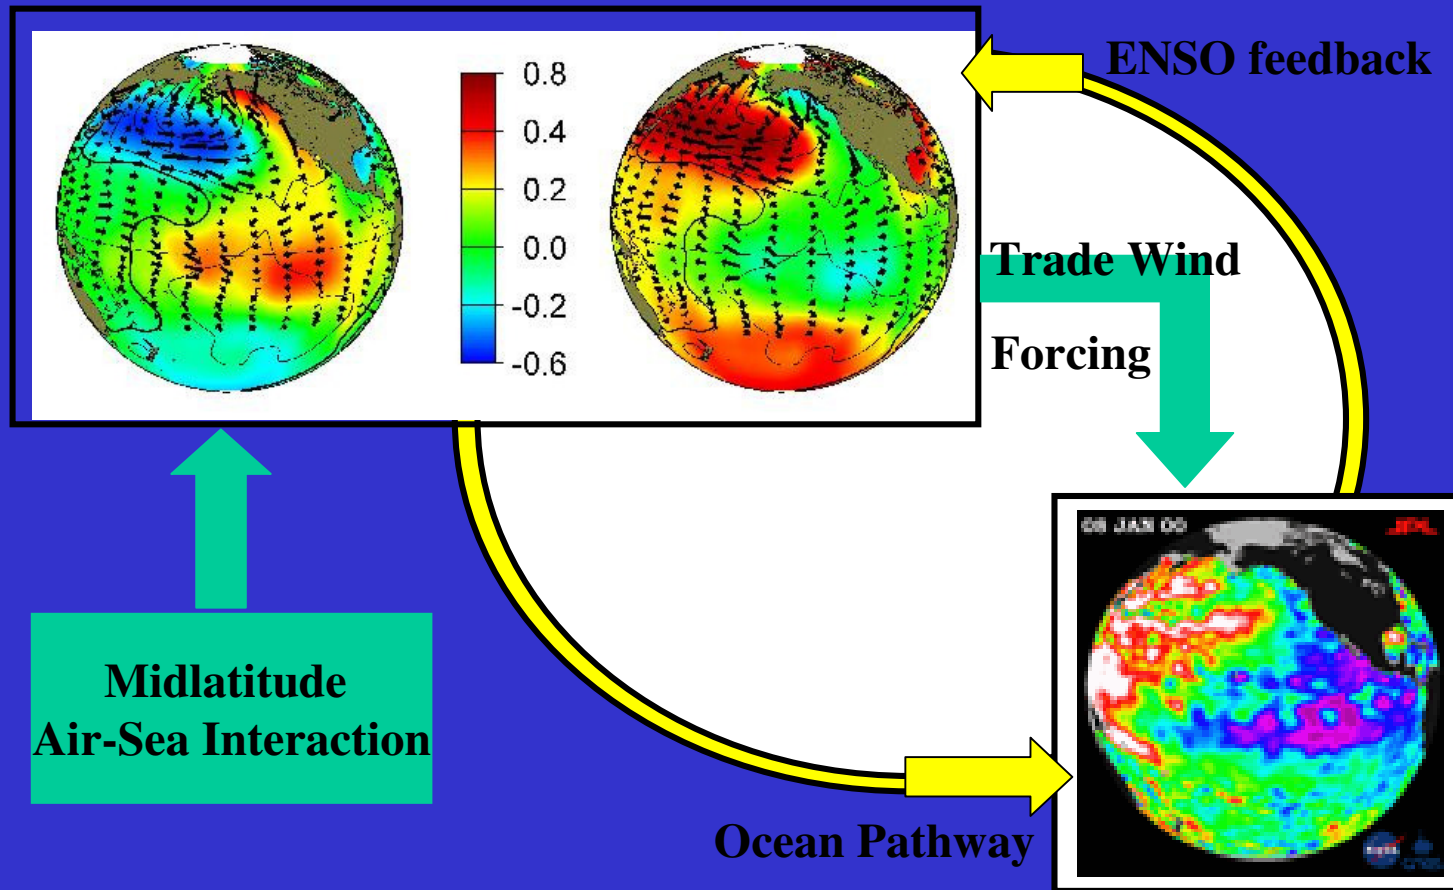 ENSO feedback
0.8
0.4
0.2
0.0
-0.2
-0.6
Trade Wind
Forcing
08 JAN 00
JPL
Midlatitude
Air-Sea Interaction
Ocean Pathway
NASA